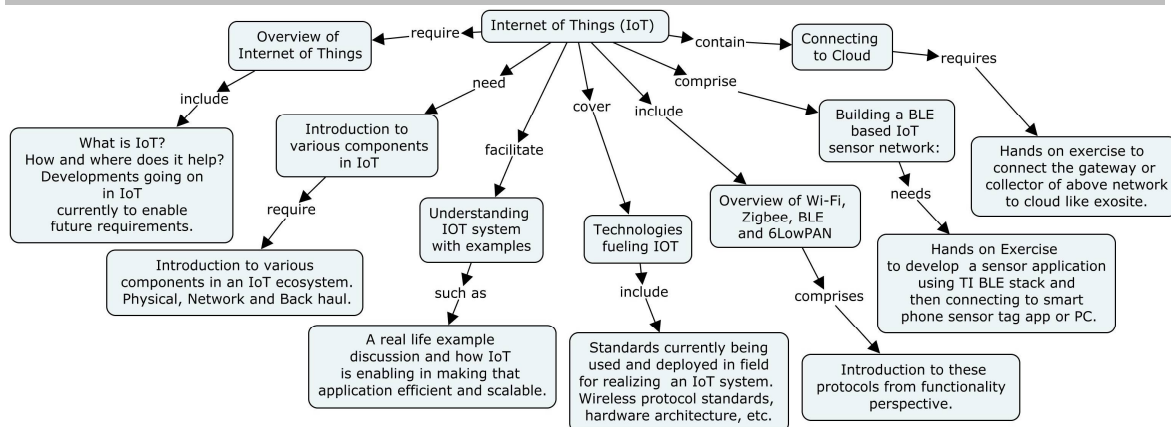 Internet of Things (IoT)
require
Overview of
Internet of Things
include
What is IoT?
How and where does it help?
Developments going on
in IoT
currently to enable
future requirements.
need
Introduction to
various components
in IoT
require
Introduction to various
components in an IoT ecosystem.
Physical, Network and Back haul.
facilitate
Understanding
IOT system
with examples
such as
A real life example
discussion and how IoT
is enabling in making that
application efficient and scalable.
cover
Technologies
fueling IOT
include
Standards currently being
used and deployed in field
for realizing an IoT system.
Wireless protocol standards,
hardware architecture, etc.
include
Overview of Wi-Fi,
Zigbee, BLE
and 6LowPAN
comprises
Introduction to these
protocols from functionality
perspective.
comprise
Building a BLE
based IoT
sensor network:
needs
Hands on Exercise
to develop a sensor application
using TI BLE stack and
then connecting to smart
phone sensor tag app or PC.
contain
Connecting
to Cloud
requires
Hands on exercise to
connect the gateway or
collector of above network
to cloud like exosite.